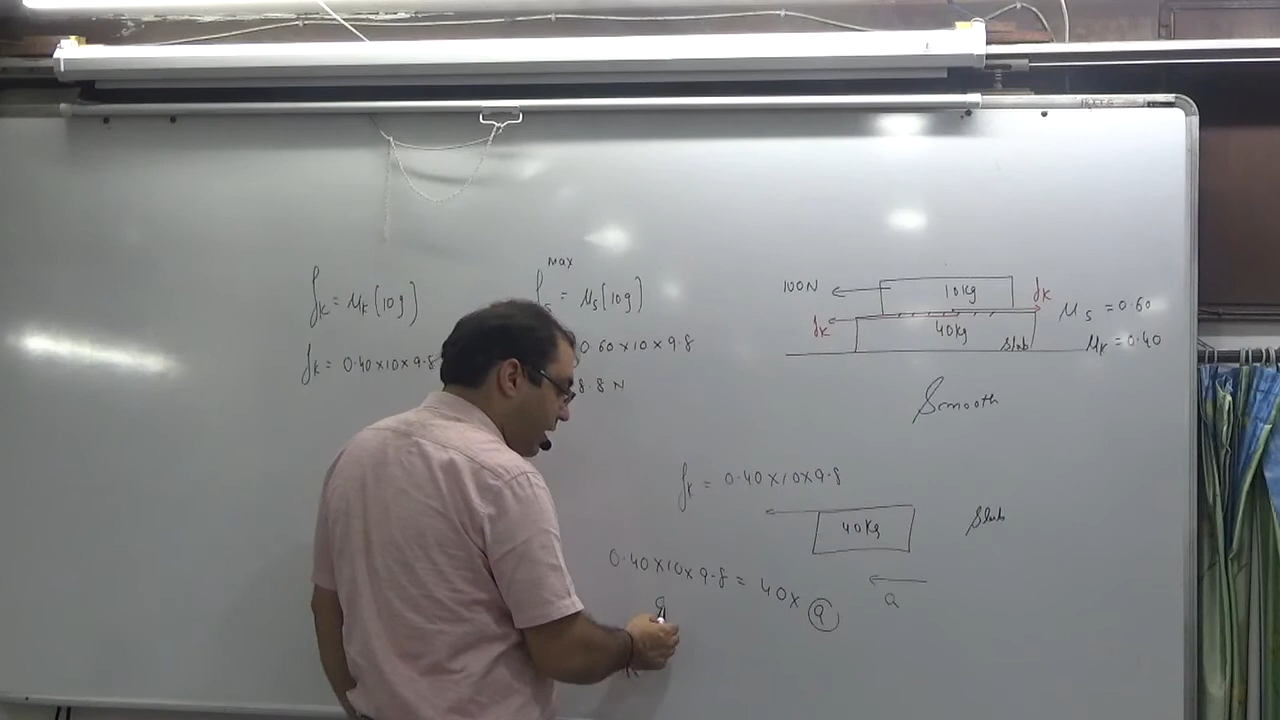 fK = μK(10g)
fK = 0.40×10×9.8
max
fs = μs(10g)
0.60×10×9.8
8.8 N
100N
10kg
fK
fK
40kg
slab
μs = 0.60
μK = 0.40
Smooth
fK = 0.40×10×9.8
40Kg
Slab
0.40×10×9.8 = 40×a
a
a